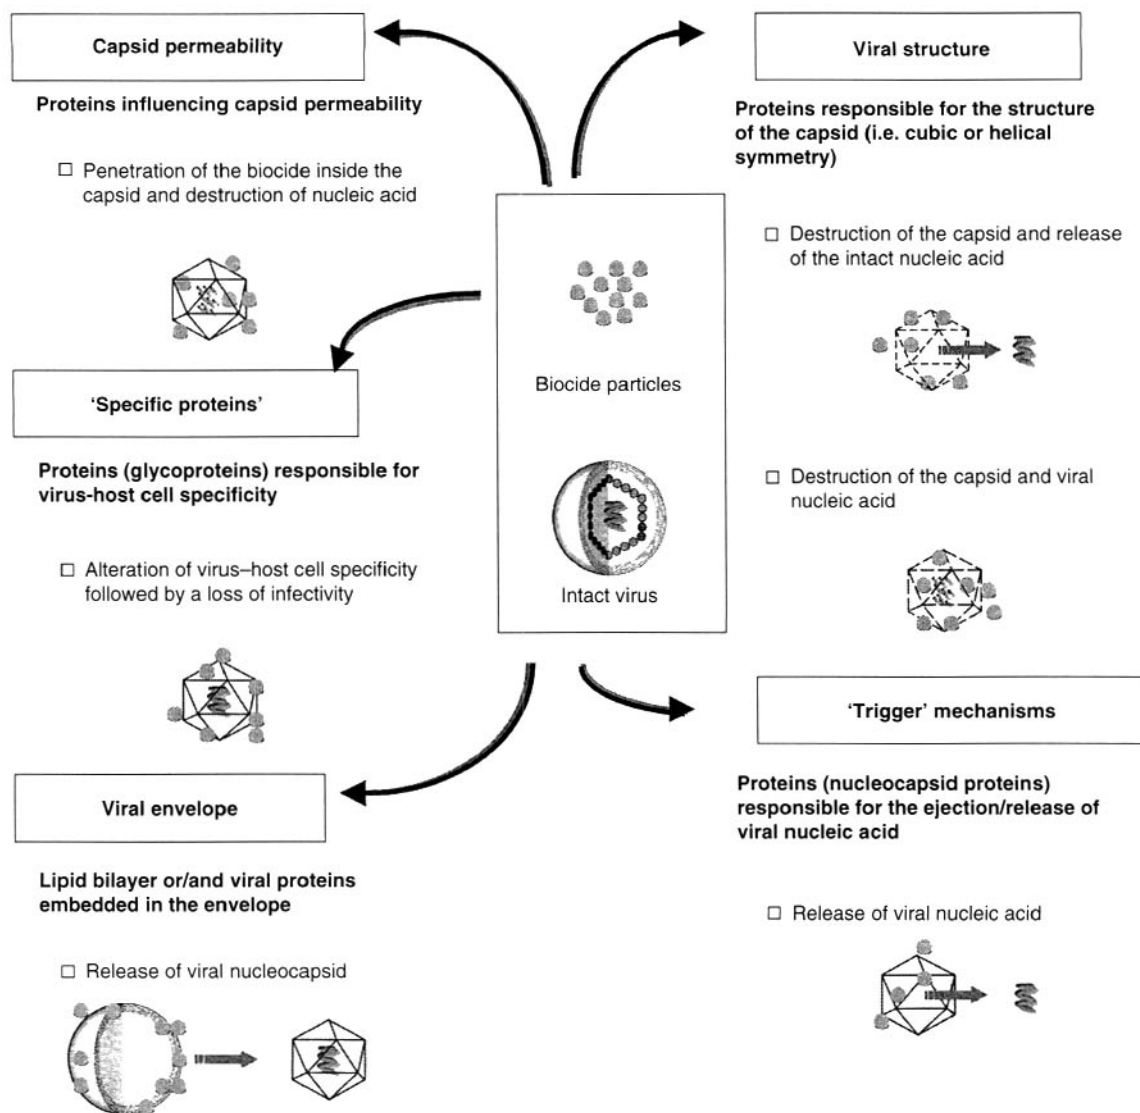 Capsid permeability
Proteins influencing capsid permeability
☐ Penetration of the biocide inside the
capsid and destruction of nucleic acid
‘Specific proteins’
Proteins (glycoproteins) responsible for
virus-host cell specificity
☐ Alteration of virus–host cell specificity
followed by a loss of infectivity
Viral envelope
Lipid bilayer or/and viral proteins
embedded in the envelope
☐ Release of viral nucleocapsid
Biocide particles
Intact virus
Viral structure
Proteins responsible for the structure
of the capsid (i.e. cubic or helical
symmetry)
☐ Destruction of the capsid and release
of the intact nucleic acid
☐ Destruction of the capsid and viral
nucleic acid
‘Trigger’ mechanisms
Proteins (nucleocapsid proteins)
responsible for the ejection/release of
viral nucleic acid
☐ Release of viral nucleic acid